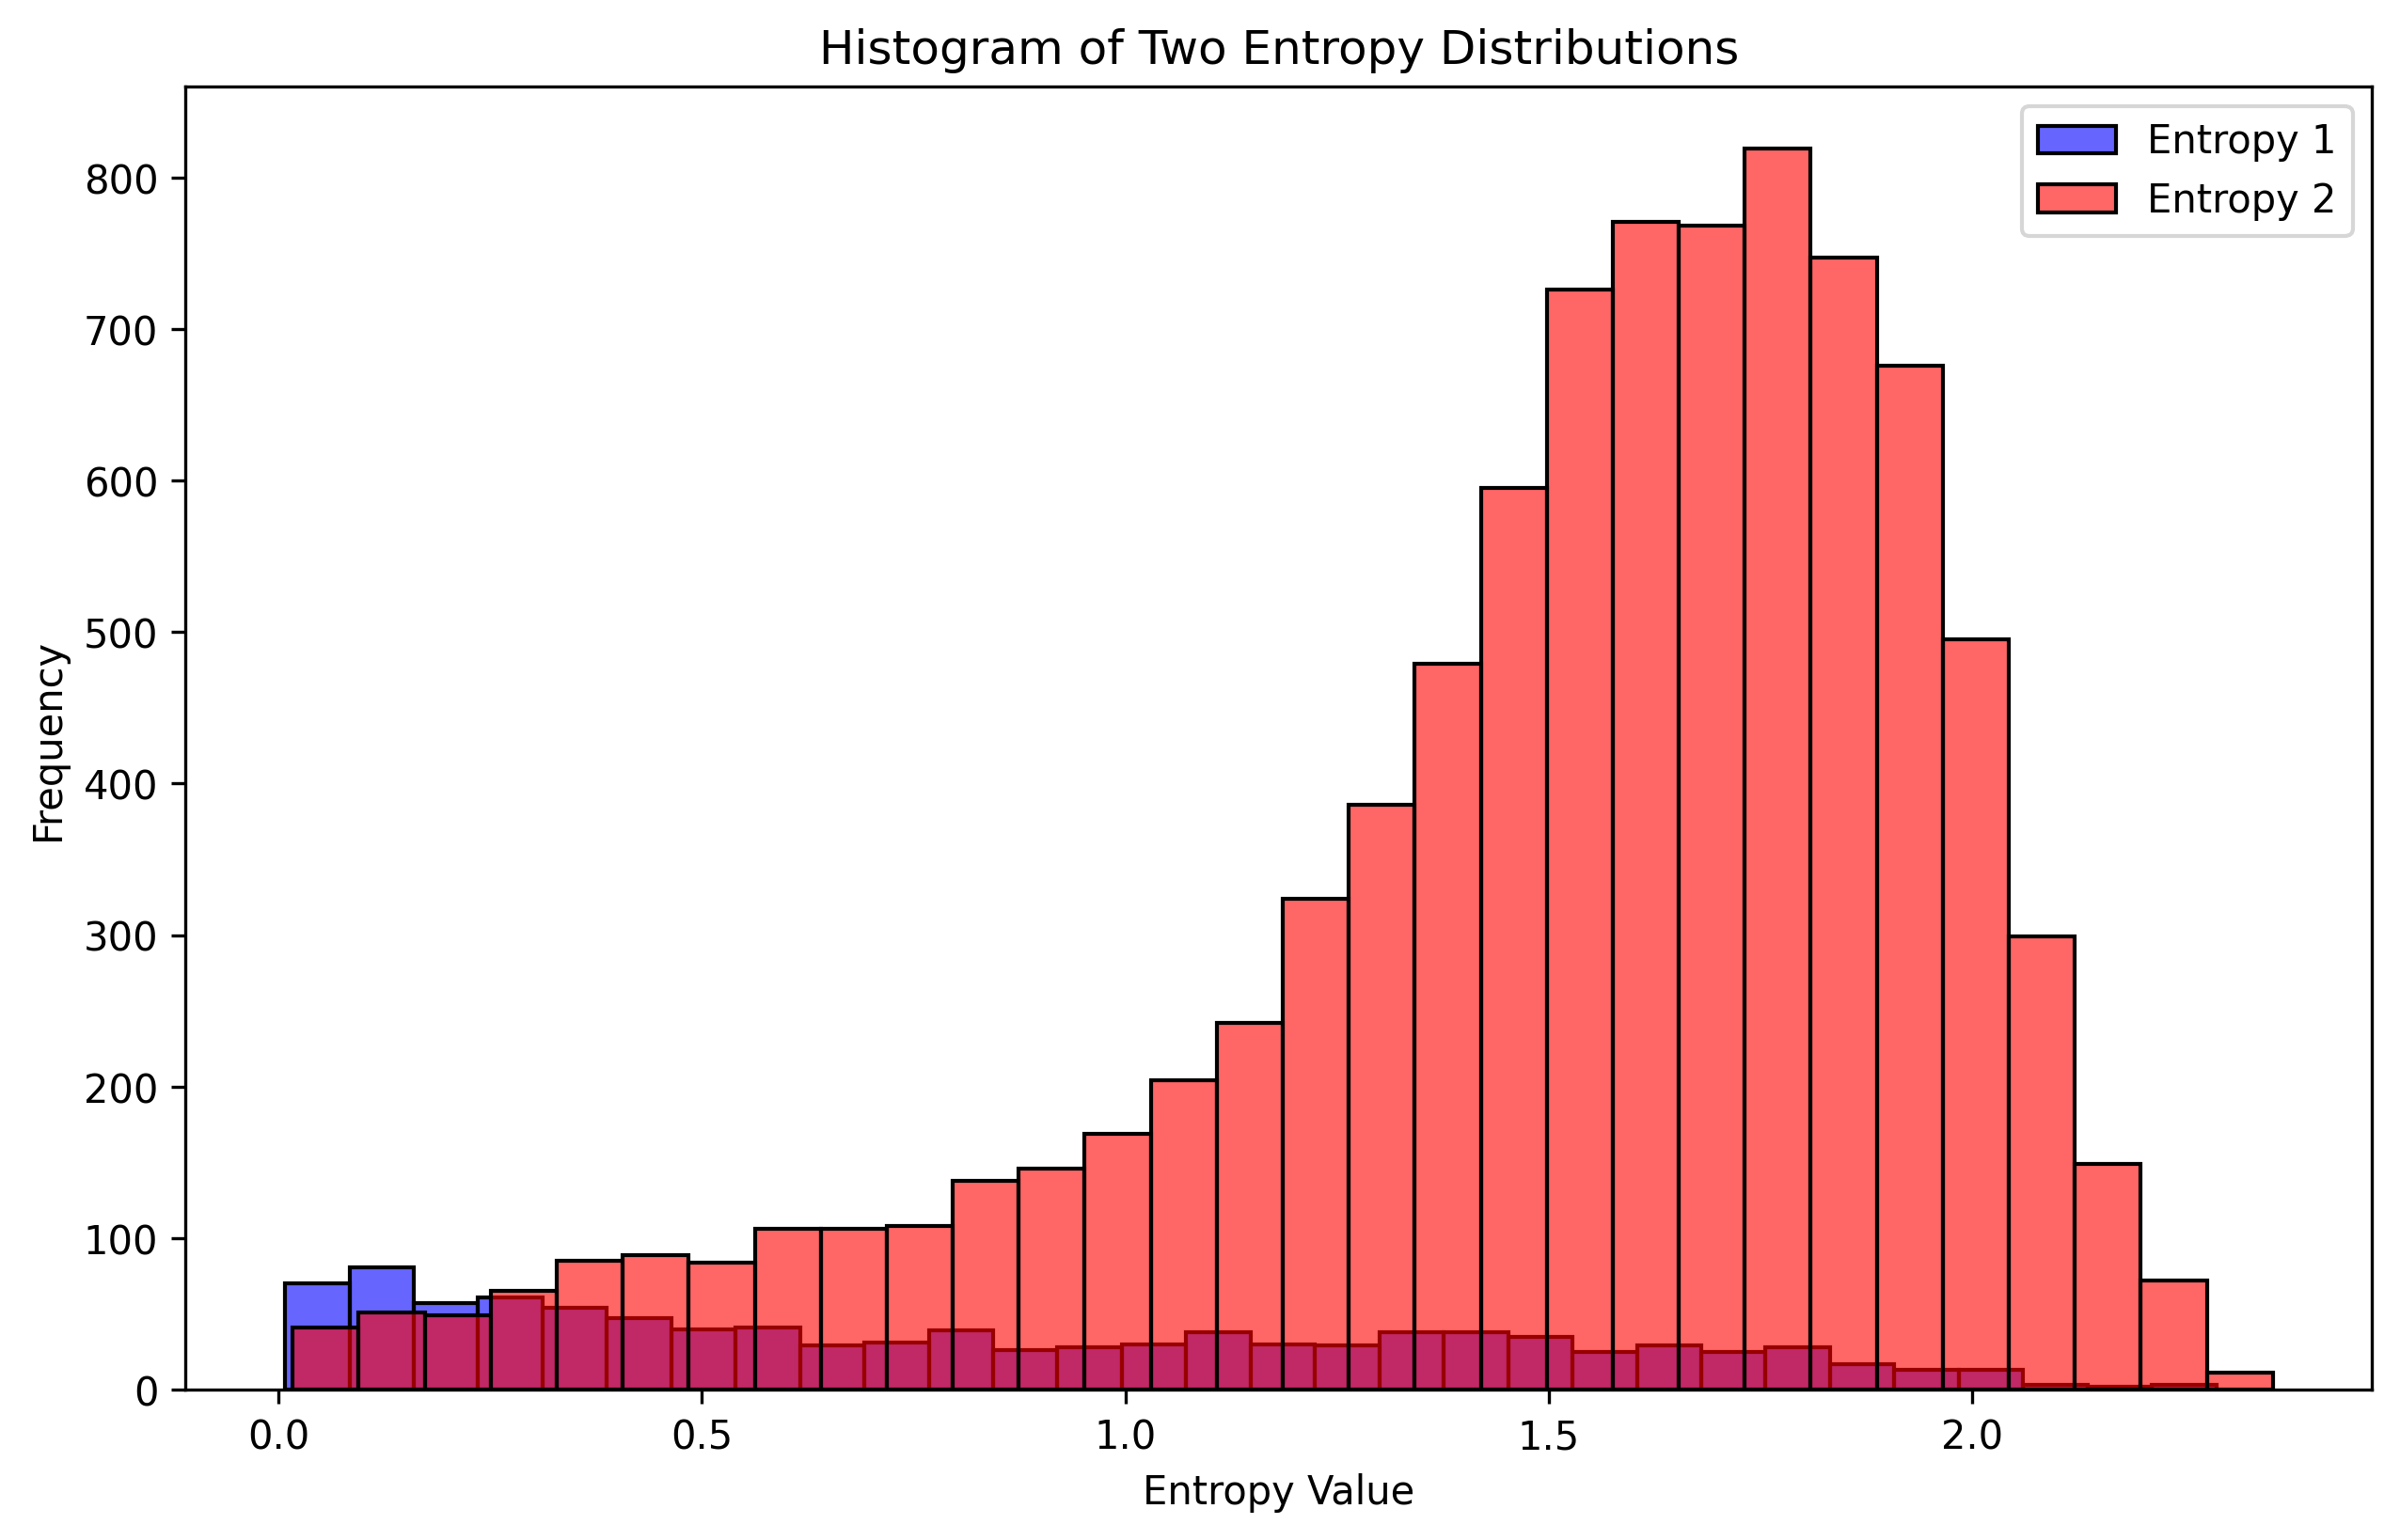 Histogram of Two Entropy Distributions
Entropy 1
Entropy 2
800
700
600
500
400
300
200
100
0
Frequency
0.0 0.5 1.0 1.5 2.0
Entropy Value